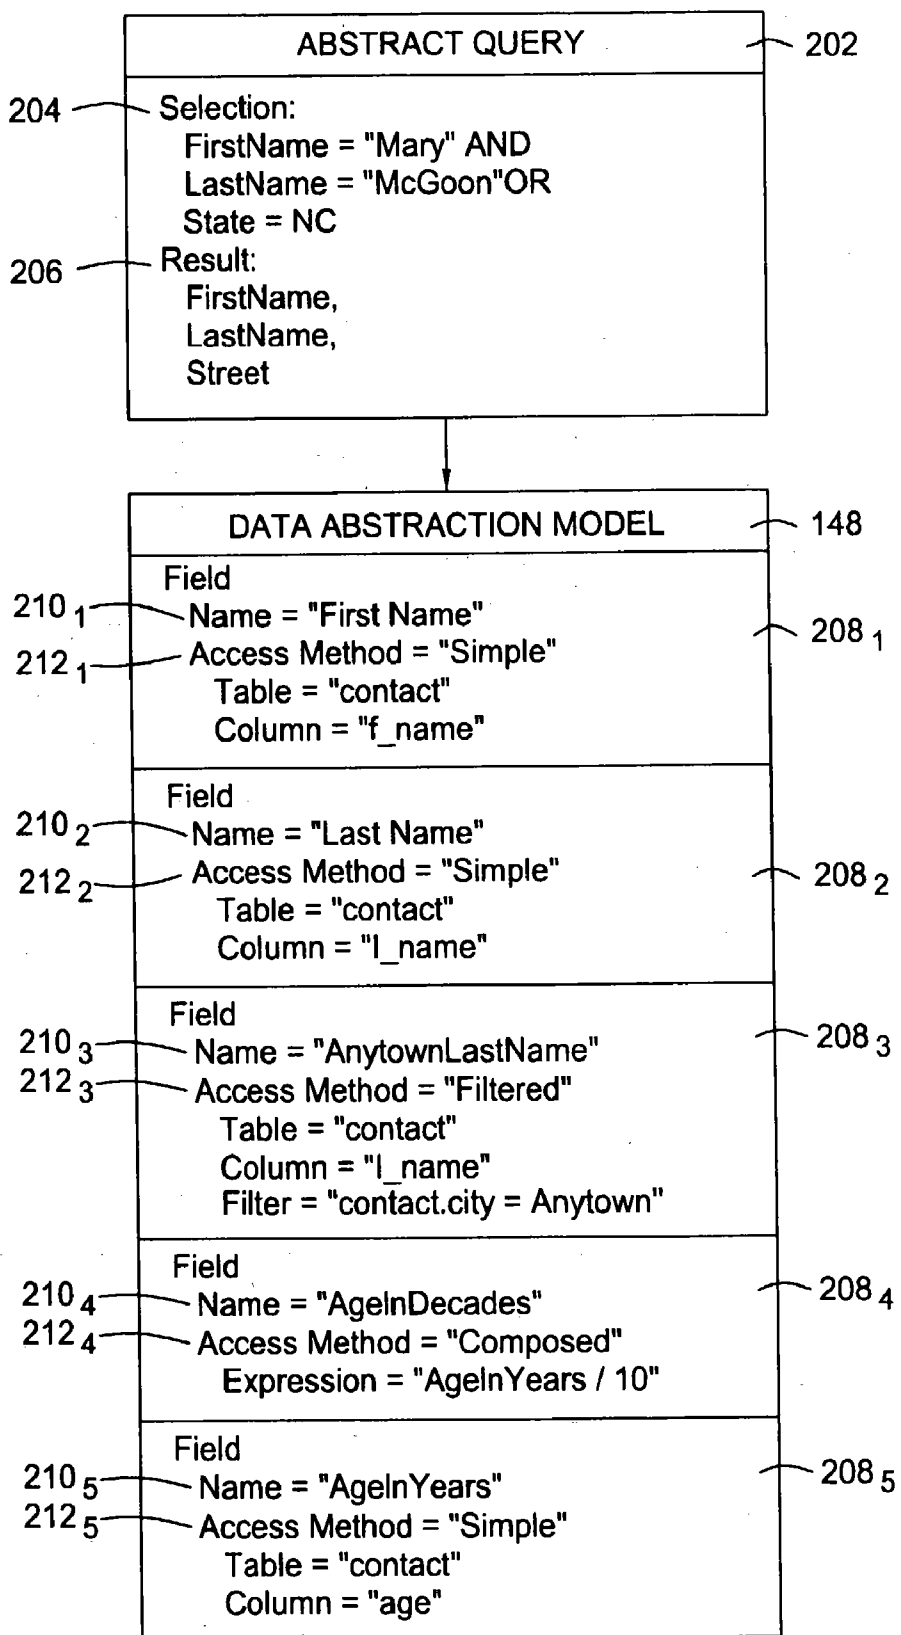 ABSTRACT QUERY 202
204 Selection:
FirstName = "Mary" AND
LastName = "McGoon"OR
State = NC
206 Result:
FirstName,
LastName,
Street
DATA ABSTRACTION MODEL 148
Field
210 1 Name = "First Name" 208 1
212 1 Access Method = "Simple"
Table = "contact"
Column = "f_name"
Field
210 2 Name = "Last Name"
212 2 Access Method = "Simple" 208 2
Table = "contact"
Column = "l_name"
Field
210 3 Name = "AnytownLastName" 208 3
212 3 Access Method = "Filtered"
Table = "contact"
Column = "l_name"
Filter = "contact.city = Anytown"
Field
210 4 Name = "AgeInDecades" 208 4
212 4 Access Method = "Composed"
Expression = "AgeInYears / 10"
Field
210 5 Name = "AgeInYears" 208 5
212 5 Access Method = "Simple"
Table = "contact"
Column = "age"